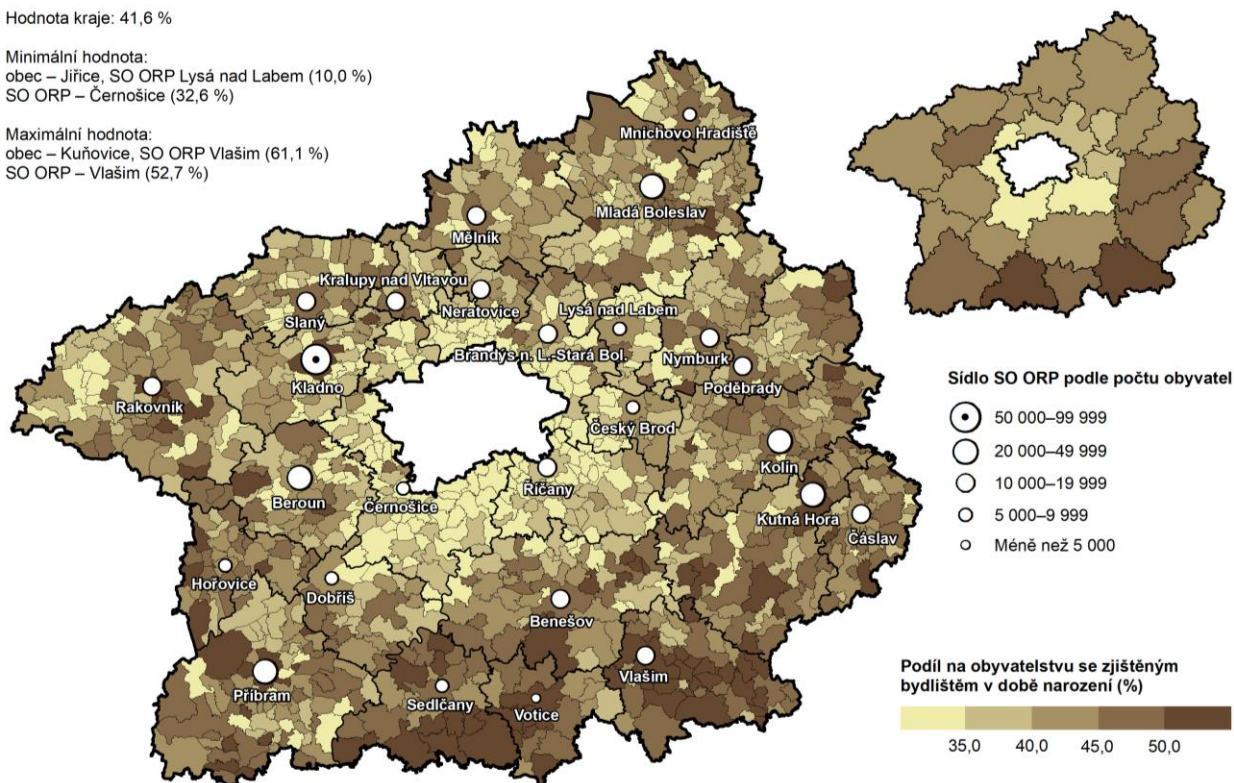 Hodnota kraje: 41,6 %
Minimální hodnota:
obec – Jiřice, SO ORP Lysá nad Labem (10,0 %)
SO ORP – Černošice (32,6 %)
Maximální hodnota:
obec – Kuňovice, SO ORP Vlašim (61,1 %)
SO ORP – Vlašim (52,7 %)
Mnichovo Hradiště
Mladá Boleslav
Mělník
Kralupy nad Vltavou
Slaný
Neratovice
Lysá nad Labem
Brandýs n. L.-Stará Bol.
Nymburk
Kladno
Poděbrady
Rakovník
Český Brod
Kolín
Beroun
Černošice
Říčany
Kutná Hora
Čáslav
Hořovice
Dobříš
Benešov
Příbram
Sedlčany
Votice
Vlašim
Sídlo SO ORP podle počtu obyvatel
50 000–99 999
20 000–49 999
10 000–19 999
5 000–9 999
Méně než 5 000
Podíl na obyvatelstvu se zjištěným
bydlištěm v době narození (%)
35,0 40,0 45,0 50,0